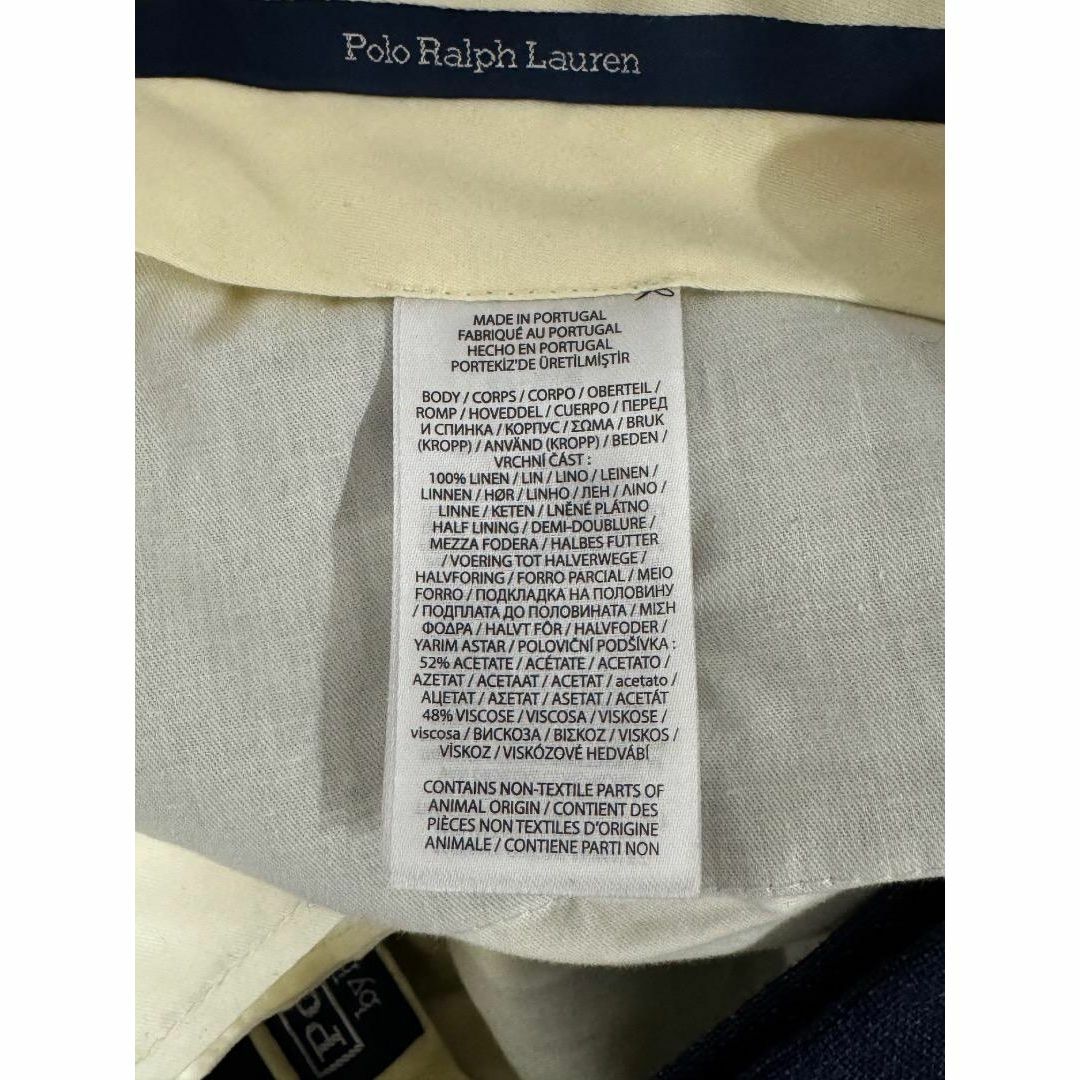 Polo Ralph Lauren
MADE IN PORTUGAL
FABRIQUÉ AU PORTUGAL
HECHO EN PORTUGAL
PORTEKİZ'DE ÜRETİLMİŞTİR
BODY / CORPS / CORPO / OBERTEIL /
ROMP / HOVEDDEL / CUERPO / ПЕРЕД
И СПИНКА / КОРПУС / ΣΩΜΑ / BRUK
(KROPP) / ANVÄND (KROPP) / BEDEN /
VRCHNÍ ČÁST :
100% LINEN / LIN / LINO / LEINEN /
LINNEN / HØR / LINHO / ЛЕН / ΛΙΝΟ /
LINNE / KETEN / LNĚNÉ PLÁTNO
HALF LINING / DEMI-DOUBLURE /
MEZZA FODERA / HALBES FUTTER
/ VOERING TOT HALVERWEGE /
HALVFORING / FORRO PARCIAL / MEIO
FORRO / ПОДКЛАДКА НА ПОЛОВИНУ
/ ПОДПЛАТА ДО ПОЛОВИНАТА / ΜΙΣΗ
ΦΟΔΡΑ / HALVT FÔR / HALVFODER /
YARIM ASTAR / POLOVIČNÍ PODŠÍVKA :
52% ACETATE / ACÉTATE / ACETATO /
AZETAT / ACETAAT / ACETAT / acetato /
АЦЕТАТ / ΑΣΕΤΑΤ / ASETAT / ACETÁT
48% VISCOSE / VISCOSA / VISKOSE /
viscosa / ВИСКОЗА / ΒΙΣΚΟΖ / VISKOS /
VİSKOZ / VISKÓZOVÉ HEDVÁBÍ
CONTAINS NON-TEXTILE PARTS OF
ANIMAL ORIGIN / CONTIENT DES
PIÈCES NON TEXTILES D'ORIGINE
ANIMALE / CONTIENE PARTI NON